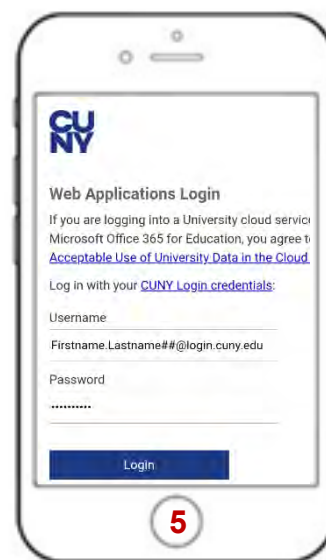 CU
NY
Web Applications Login
If you are logging into a University cloud service
Microsoft Office 365 for Education, you agree
Acceptable Use of University Data in the Cloud
Log in with your CUNY Login credentials:
Username
Firstname.Lastname##@login.cuny.edu
Password
••••••••••
Login
5